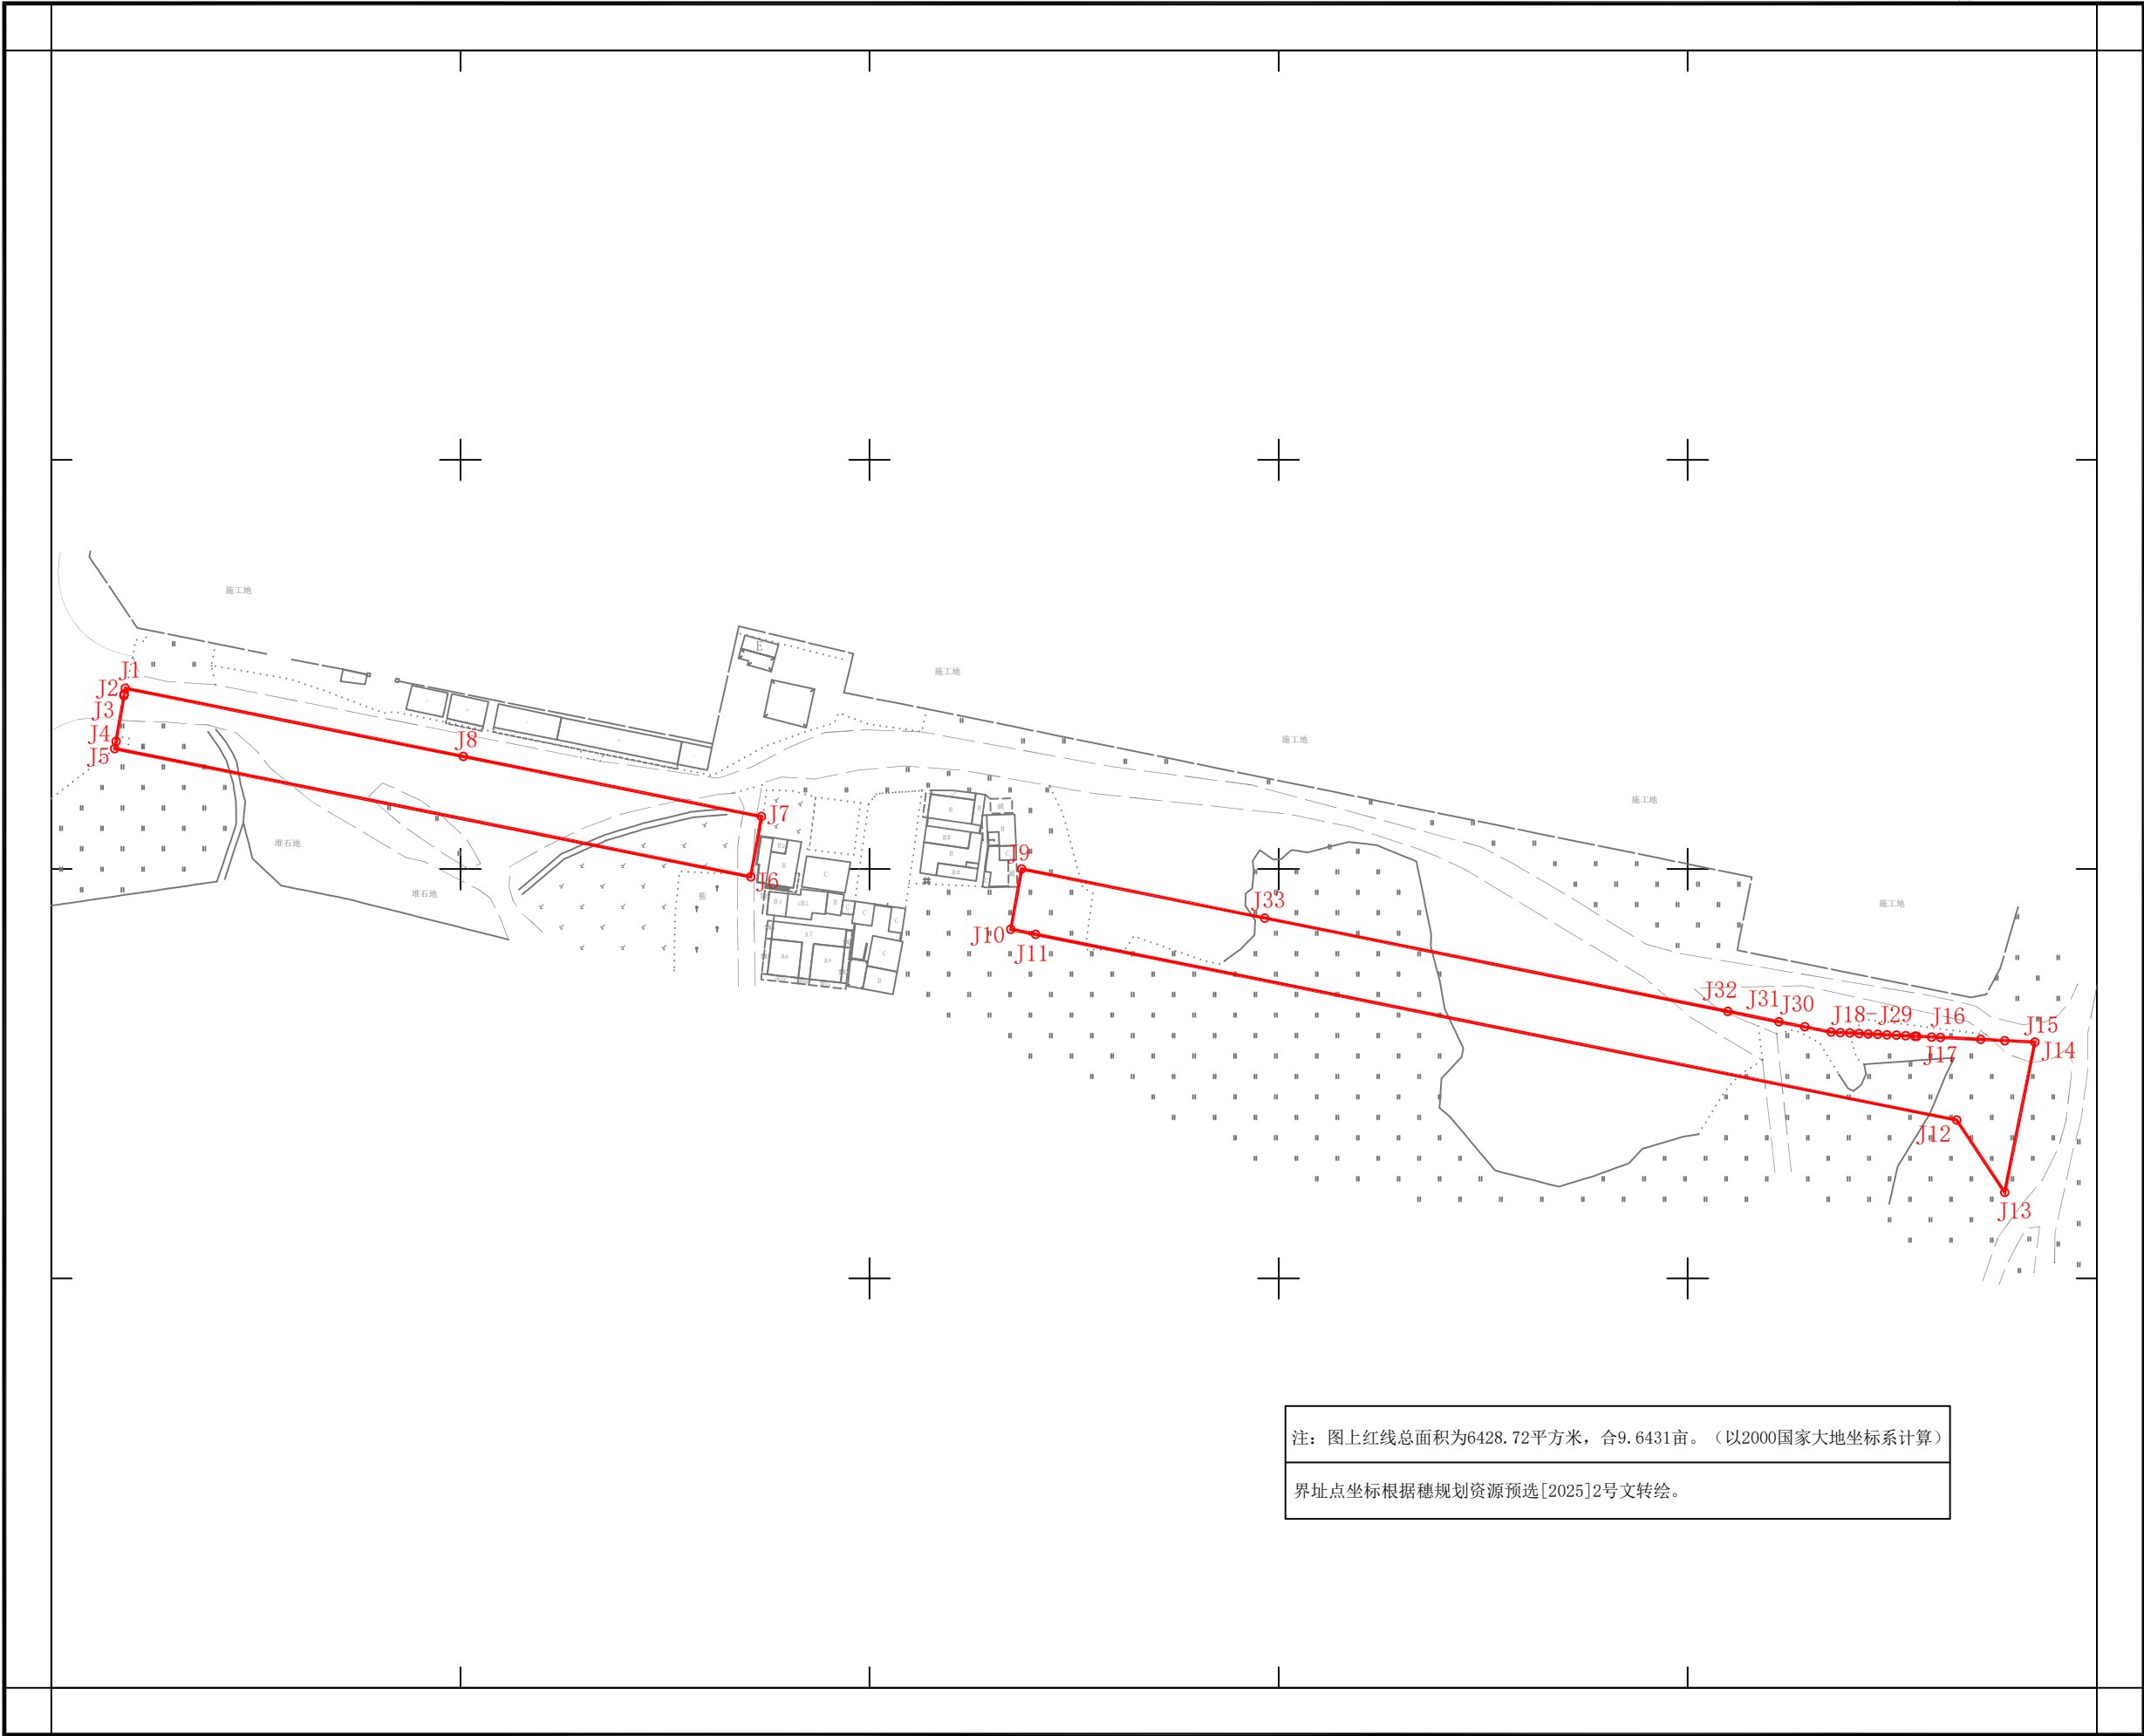 施工地
E
施工地
J1
J2
J3
J4
J5
J8
施工地
施工地
J7
堆石地
堆石地
J6
蕉
J9
J33
施工地
J10
J11
J32
J31
J30
J18-J29
J16
J17
J15
J14
J12
J13
注：图上红线总面积为6428.72平方米，合9.6431亩。（以2000国家大地坐标系计算）
界址点坐标根据穗规划资源预选[2025]2号文转绘。